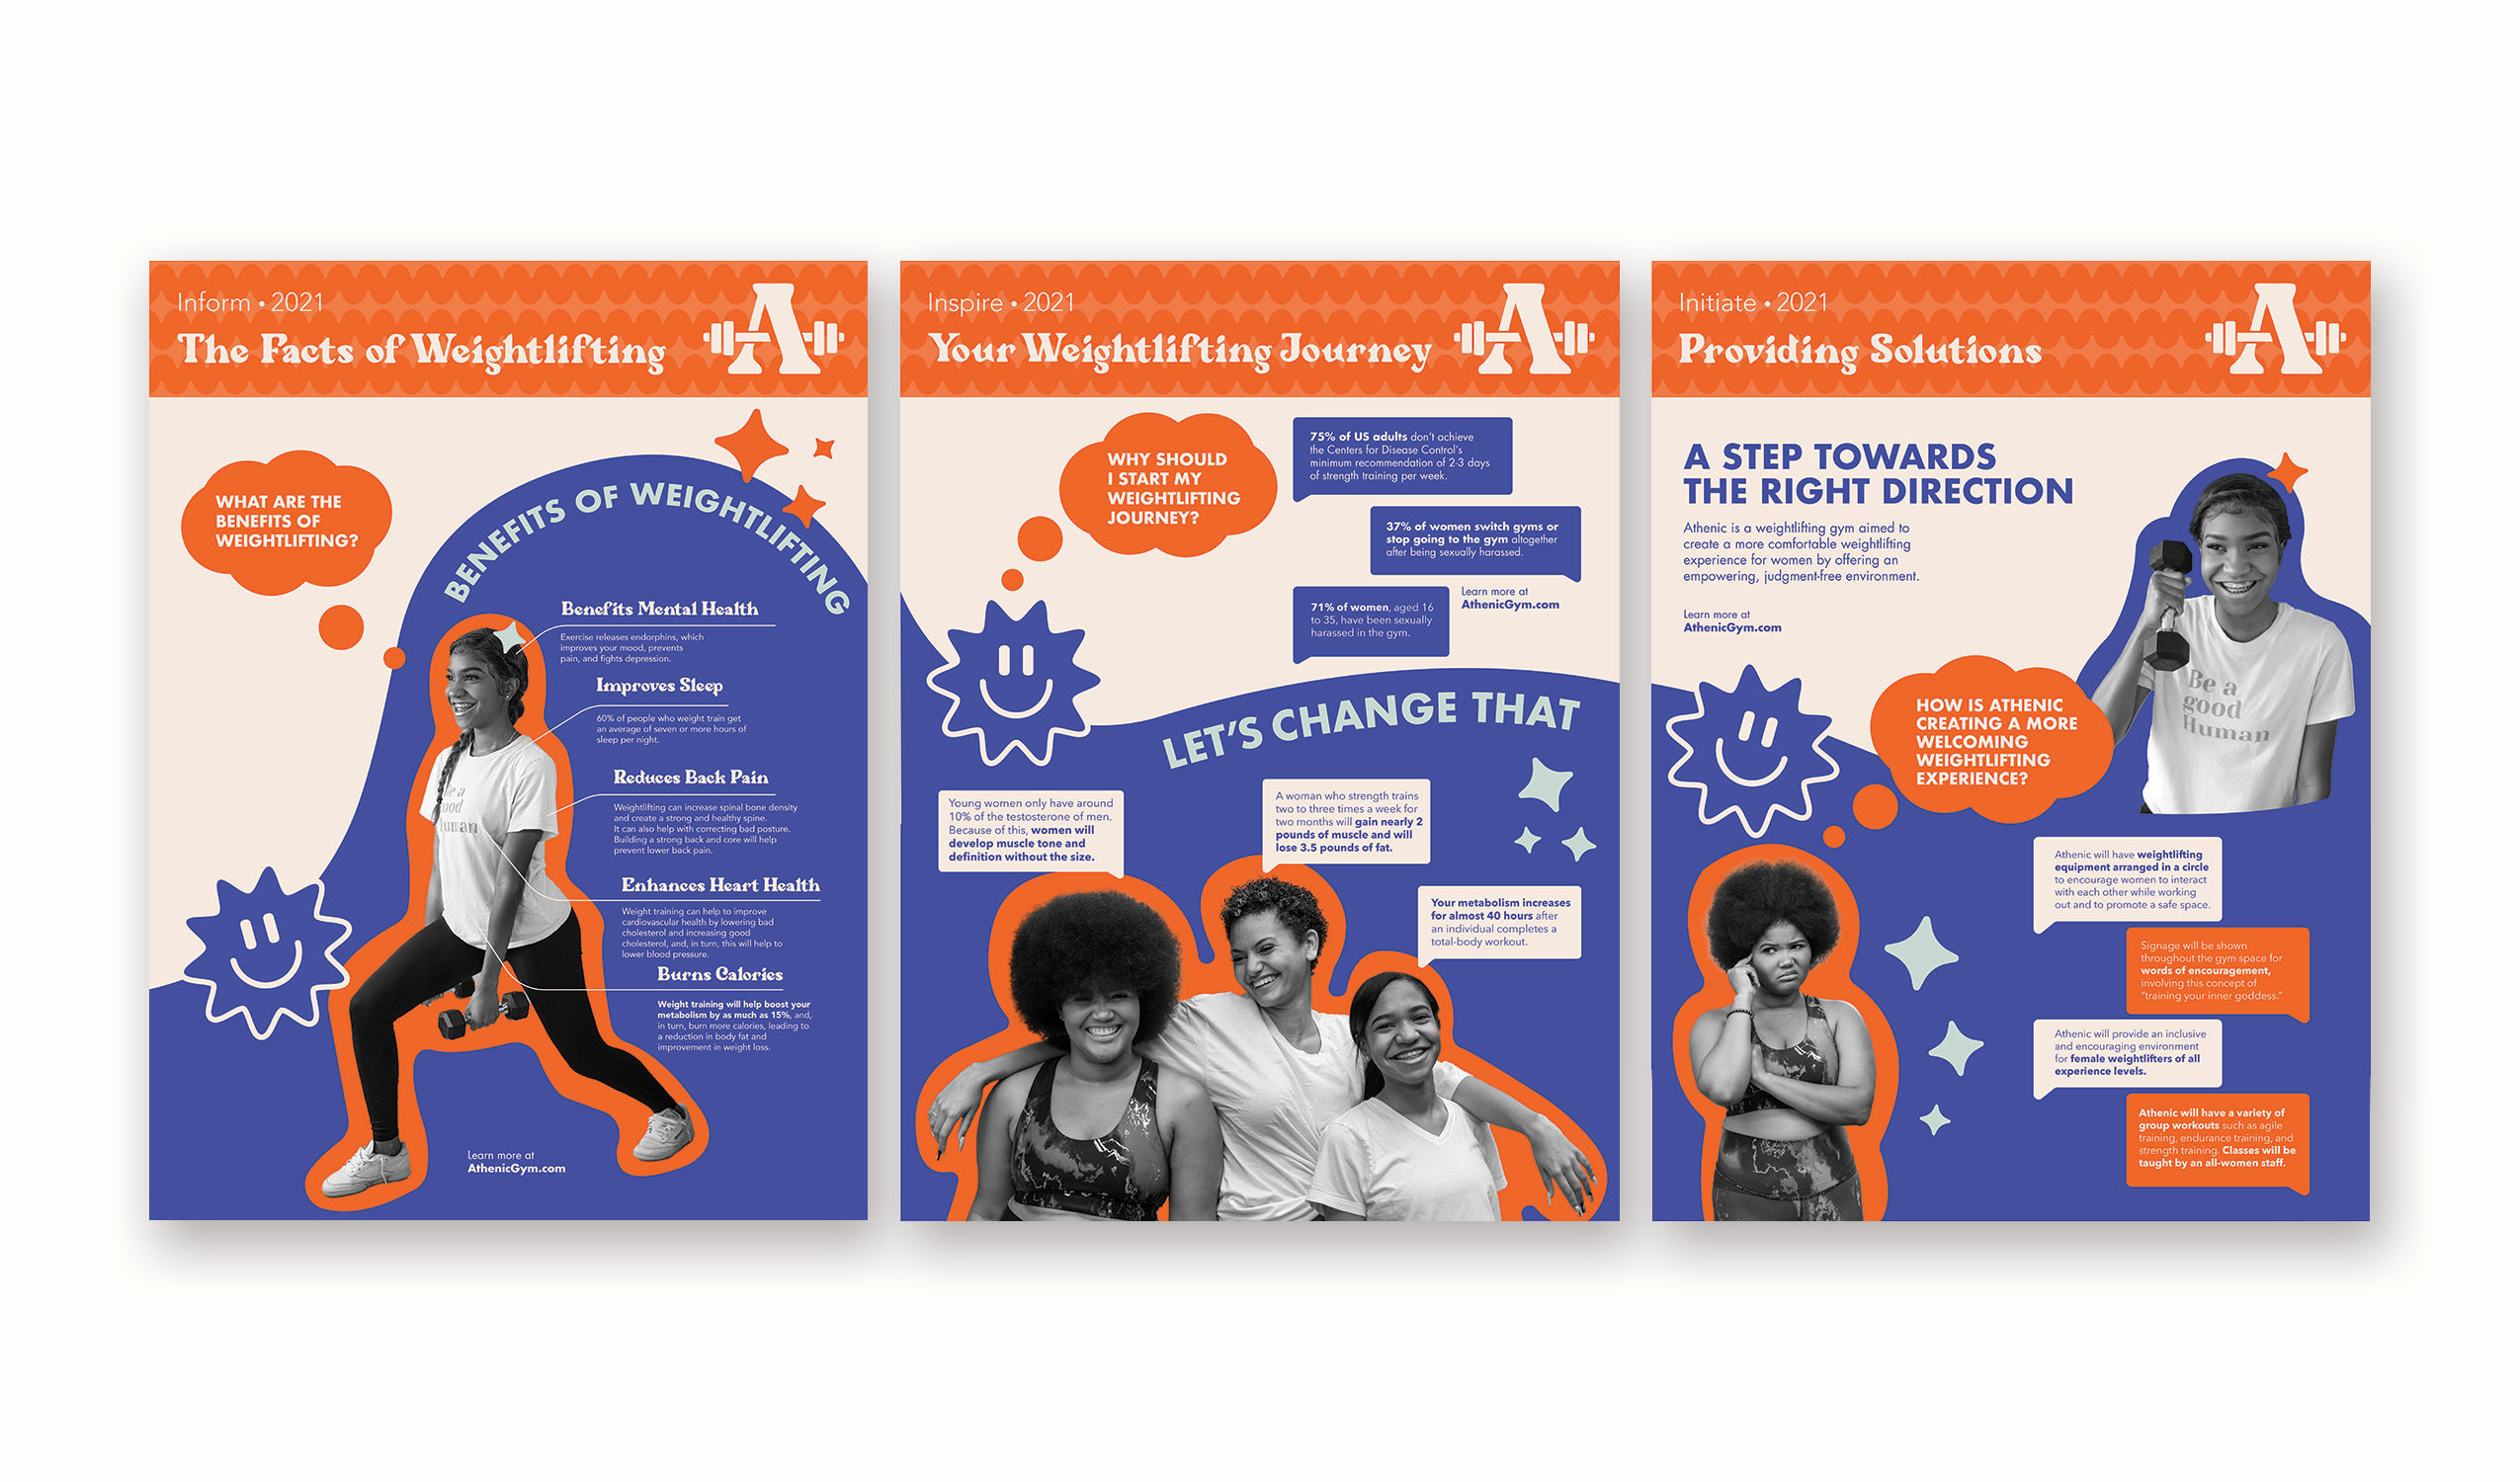 Inform • 2021
The Facts of Weightlifting
A
WHAT ARE THE
BENEFITS OF
WEIGHTLIFTING?
BENEFITS OF WEIGHTLIFTING
Benefits Mental Health
Exercise releases endorphins, which
improves your mood, prevents
pain, and fights depression.
Improves Sleep
60% of people who weight train get
an average of seven or more hours of
sleep per night.
Reduces Back Pain
Weightlifting can increase spinal bone density
and create a strong and healthy spine.
It can also help with correcting bad posture.
Building a strong back and core will help
prevent lower back pain.
Enhances Heart Health
Weight training can help to improve
cardiovascular health by lowering bad
cholesterol and increasing good
cholesterol, and, in turn, this will help to
lower blood pressure.
Burns Calories
Weight training will help boost your
metabolism by as much as 15%, and,
in turn, burn more calories, leading to
a reduction in body fat and
improvement in weight loss.
Be a
good
Human
Learn more at
AthenicGym.com
Inspire • 2021
Your Weightlifting Journey
A
WHY SHOULD
I START MY
WEIGHTLIFTING
JOURNEY?
75% of US adults don't achieve
the Centers for Disease Control's
minimum recommendation of 2-3 days
of strength training per week.
37% of women switch gyms or
stop going to the gym altogether
after being sexually harassed.
71% of women, aged 16
to 35, have been sexually
harassed in the gym.
Learn more at
AthenicGym.com
LET'S CHANGE THAT
Young women only have around
10% of the testosterone of men.
Because of this, women will
develop muscle tone and
definition without the size.
A woman who strength trains
two to three times a week for
two months will gain nearly 2
pounds of muscle and will
lose 3.5 pounds of fat.
Your metabolism increases
for almost 40 hours after
an individual completes a
total-body workout.
Initiate • 2021
Providing Solutions
A
A STEP TOWARDS
THE RIGHT DIRECTION
Athenic is a weightlifting gym aimed to
create a more comfortable weightlifting
experience for women by offering an
empowering, judgment-free environment.
Learn more at
AthenicGym.com
Be a
good
Human
HOW IS ATHENIC
CREATING A MORE
WELCOMING
WEIGHTLIFTING
EXPERIENCE?
Athenic will have weightlifting
equipment arranged in a circle
to encourage women to interact
with each other while working
out and to promote a safe space.
Signage will be shown
throughout the gym space for
words of encouragement,
involving this concept of
"training your inner goddess."
Athenic will provide an inclusive
and encouraging environment
for female weightlifters of all
experience levels.
Athenic will have a variety of
group workouts such as agile
training, endurance training, and
strength training. Classes will be
taught by an all-women staff.